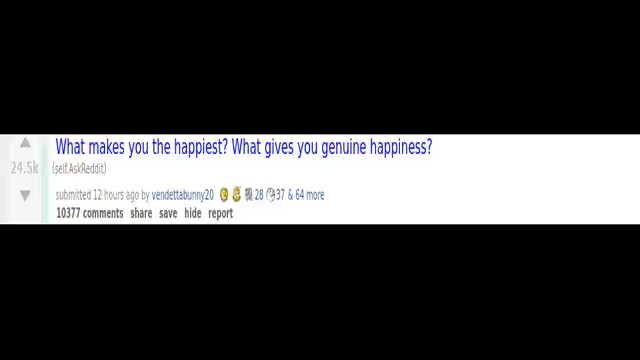 What makes you the happiest? What gives you genuine happiness?
24.5k (self.AskReddit)
submitted 12 hours ago by vendettabunny20 28 37 & 64 more
10377 comments share save hide report